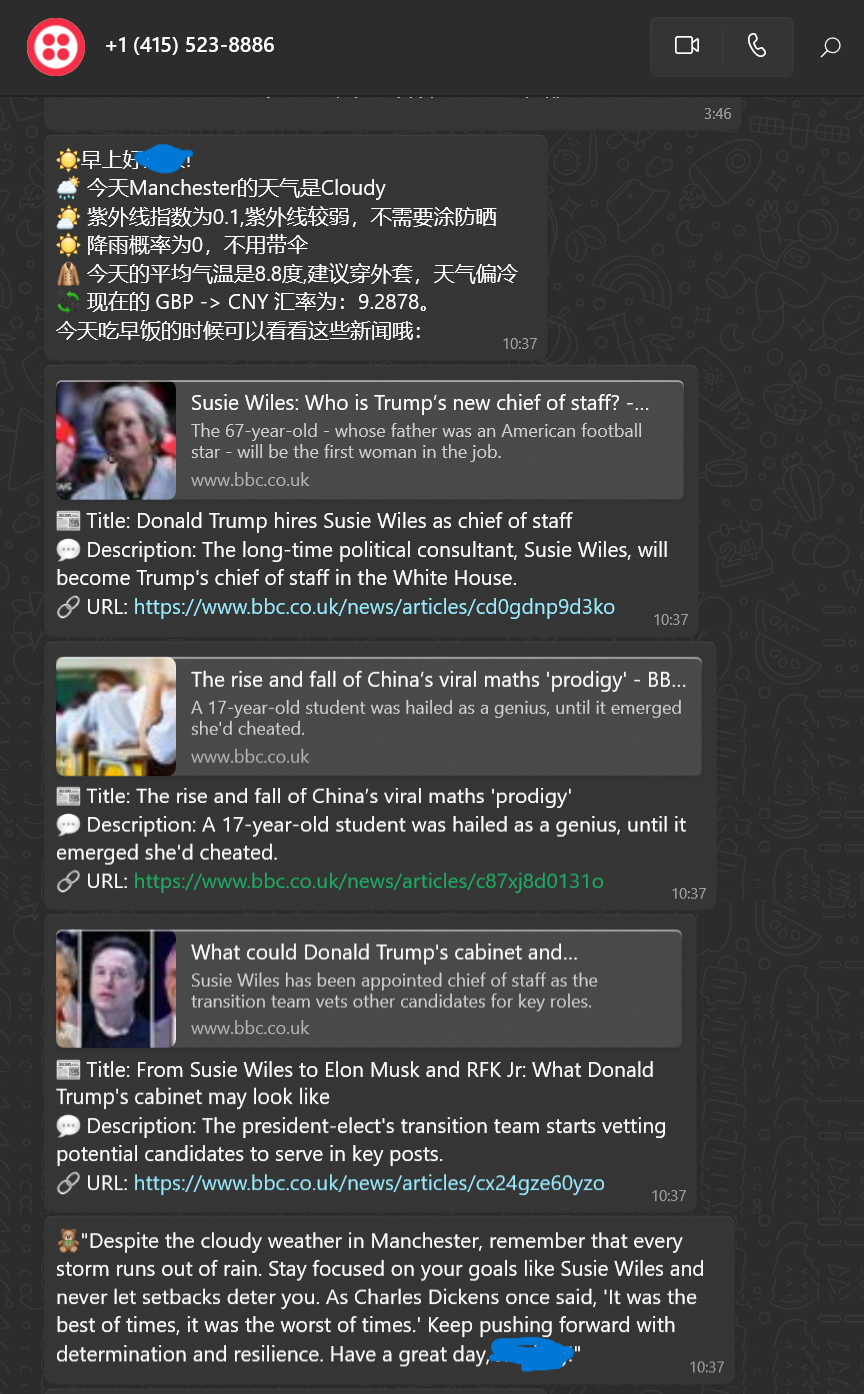 +1 (415) 523-8886
3:46
☀️早上好!
🌦️ 今天Manchester的天气是Cloudy
🌤️ 紫外线指数为0.1,紫外线较弱，不需要涂防晒
☀️ 降雨概率为0，不用带伞
🧥 今天的平均气温是8.8度,建议穿外套，天气偏冷
🔄 现在的 GBP -> CNY 汇率为：9.2878。
今天吃早饭的时候可以看看这些新闻哦：
10:37
Susie Wiles: Who is Trump’s new chief of staff? -...
The 67-year-old - whose father was an American football
star - will be the first woman in the job.
www.bbc.co.uk
📰 Title: Donald Trump hires Susie Wiles as chief of staff
💬 Description: The long-time political consultant, Susie Wiles, will
become Trump's chief of staff in the White House.
🔗 URL: https://www.bbc.co.uk/news/articles/cd0gdnp9d3ko
10:37
The rise and fall of China’s viral maths 'prodigy' - BB...
A 17-year-old student was hailed as a genius, until it emerged
she'd cheated.
www.bbc.co.uk
📰 Title: The rise and fall of China’s viral maths 'prodigy'
💬 Description: A 17-year-old student was hailed as a genius, until it
emerged she'd cheated.
🔗 URL: https://www.bbc.co.uk/news/articles/c87xj8d0131o
10:37
What could Donald Trump's cabinet and...
Susie Wiles has been appointed chief of staff as the
transition team vets other candidates for key roles.
www.bbc.co.uk
📰 Title: From Susie Wiles to Elon Musk and RFK Jr: What Donald
Trump's cabinet may look like
💬 Description: The president-elect's transition team starts vetting
potential candidates to serve in key posts.
🔗 URL: https://www.bbc.co.uk/news/articles/cx24gze60yzo
10:37
🧸"Despite the cloudy weather in Manchester, remember that every
storm runs out of rain. Stay focused on your goals like Susie Wiles and
never let setbacks deter you. As Charles Dickens once said, 'It was the
best of times, it was the worst of times.' Keep pushing forward with
determination and resilience. Have a great day,!"
10:37